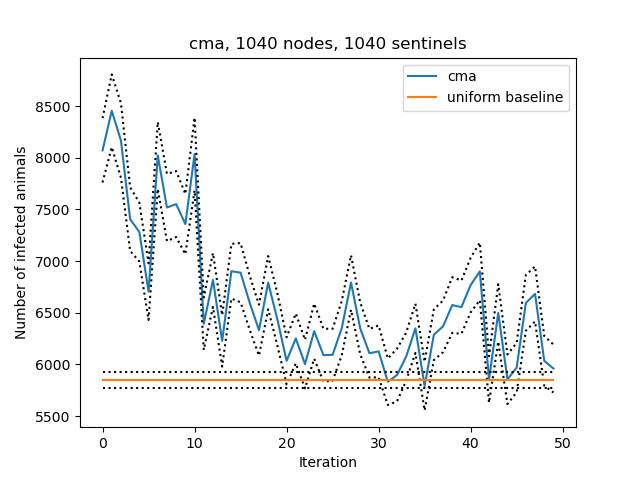 cma, 1040 nodes, 1040 sentinels
cma
uniform baseline
Number of infected animals
8500
8000
7500
7000
6500
6000
5500
0 10 20 30 40 50
Iteration